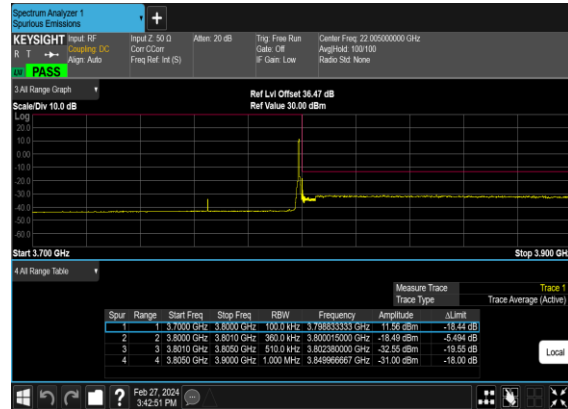 Spectrum Analyzer 1
Spurious Emissions
+
KEYSIGHT Input: RF Input Z: 50 Ω Atten: 20 dB Trig: Free Run Center Freq: 22.005000000 GHz
R T Coupling: DC Corr CCorr Gate: Off Avg|Hold: 100/100
Align: Auto Freq Ref: Int (S) IF Gain: Low Radio Std: None
LW PASS
3 All Range Graph
Ref Lvl Offset 36.47 dB
Scale/Div 10.0 dB Ref Value 30.00 dBm
Log
20.0
10.0
0.00
-10.0
-20.0
-30.0
-40.0
-50.0
-60.0
Start 3.700 GHz Stop 3.900 GHz
4 All Range Table
Measure Trace Trace 1
Trace Type Trace Average (Active)
Spur Range Start Freq Stop Freq RBW Frequency Amplitude ΔLimit
1 1 3.7000 GHz 3.8000 GHz 100.0 kHz 3.798833333 GHz 11.56 dBm -18.44 dB
2 2 3.8000 GHz 3.8010 GHz 360.0 kHz 3.800015000 GHz -18.49 dBm -5.494 dB
3 3 3.8010 GHz 3.8050 GHz 510.0 kHz 3.802380000 GHz -32.55 dBm -19.55 dB
4 4 3.8050 GHz 3.9000 GHz 1.000 MHz 3.849966667 GHz -31.00 dBm -18.00 dB
Local
? Feb 27, 2024
3:42:51 PM